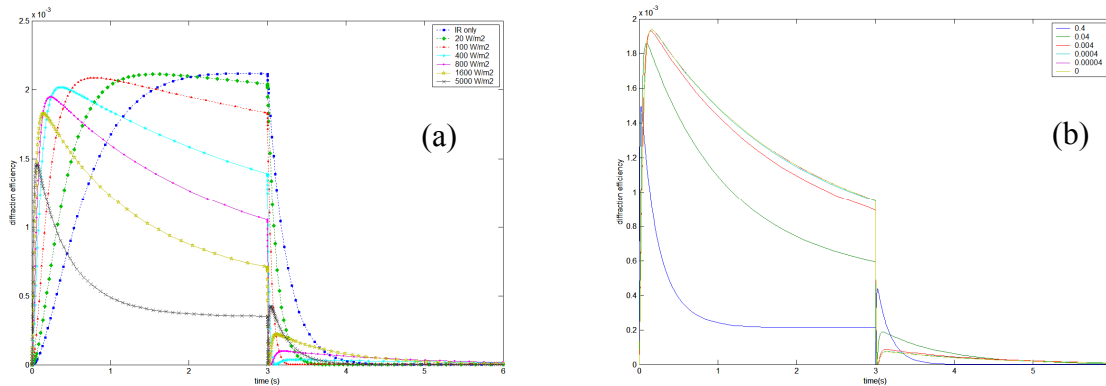 x 10⁻³
2.5
2
1.5
1
0.5
0
diffraction efficiency
0 1 2 3 4 5 6
time (s)
IR only
20 W/m2
100 W/m2
400 W/m2
800 W/m2
1600 W/m2
5000 W/m2
(a)
x 10⁻³
2
1.8
1.6
1.4
1.2
1
0.8
0.6
0.4
0.2
0
diffraction efficiency
0 1 2 3 4 5
time(s)
0.4
0.04
0.004
0.0004
0.00004
0
(b)